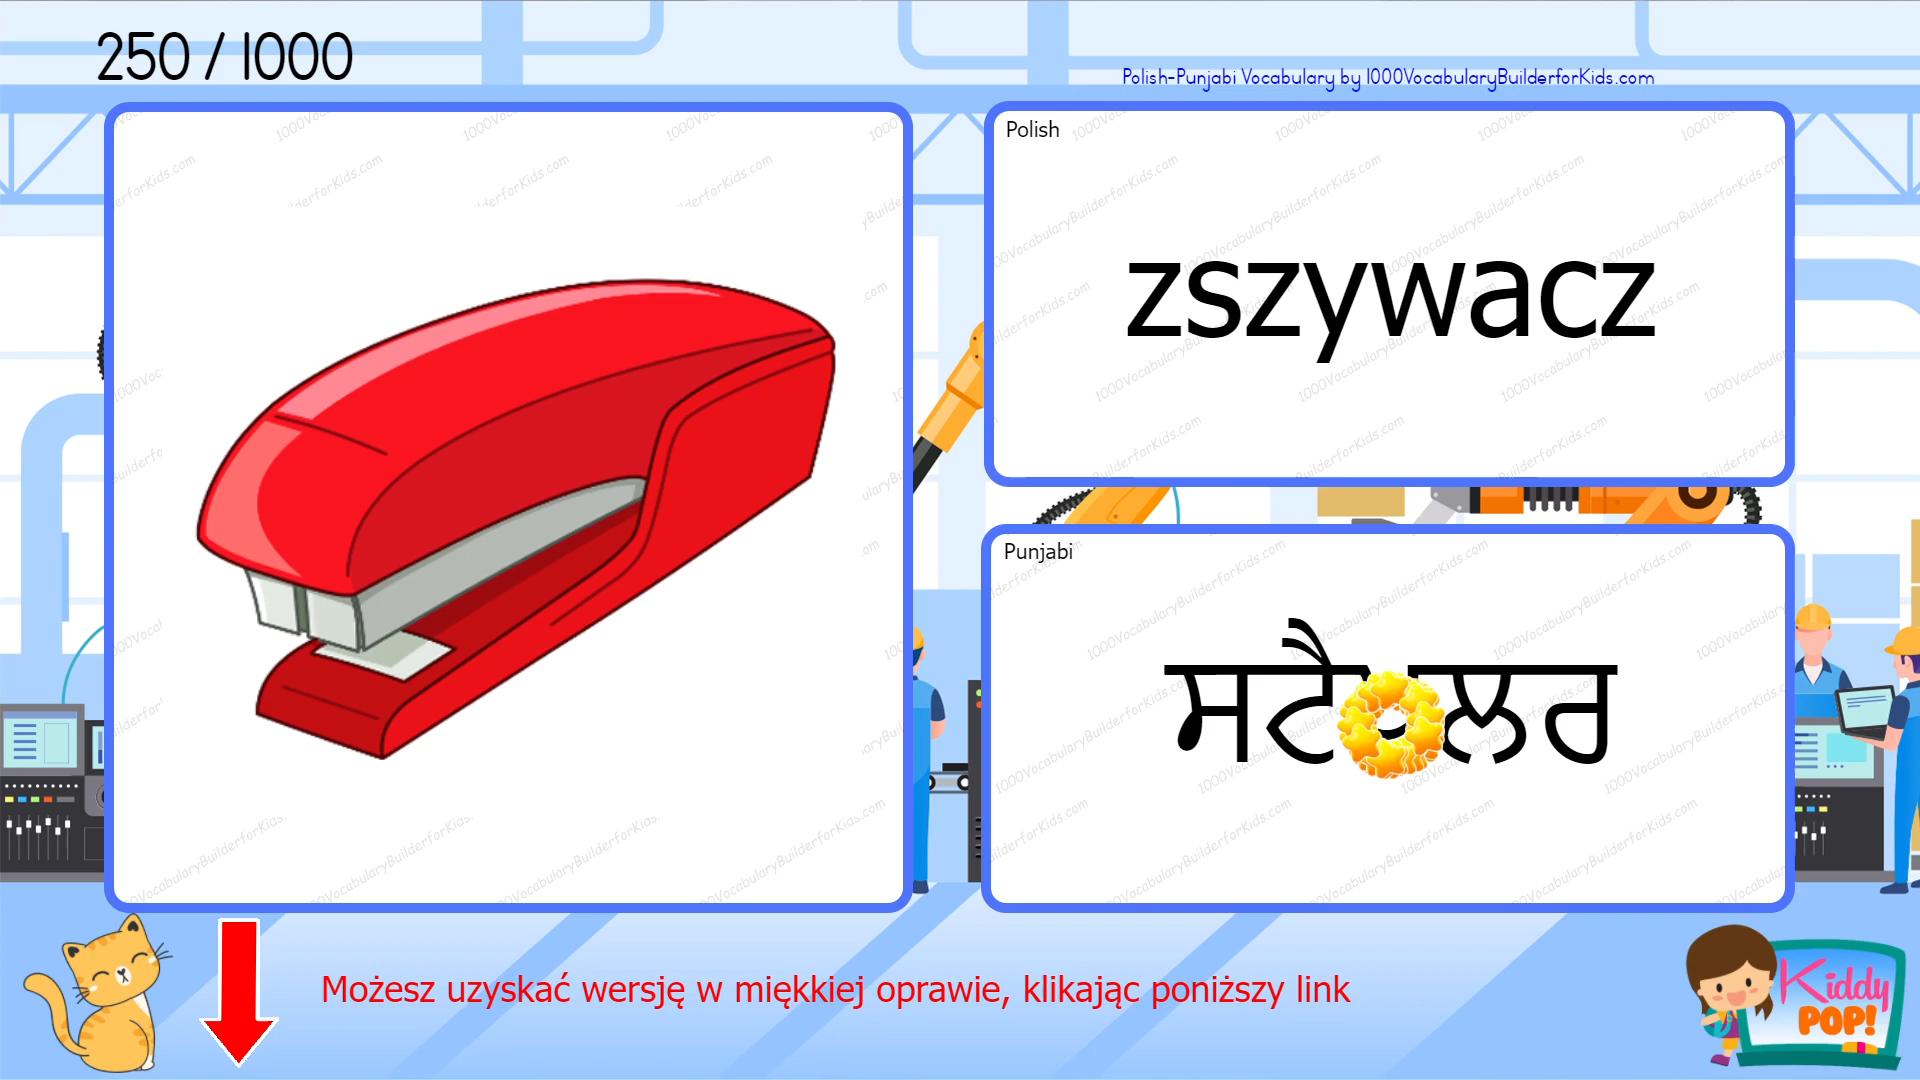 250 / 1000
Polish-Punjabi Vocabulary by 1000VocabularyBuilderforKids.com
Polish
zszywacz
Punjabi
Możesz uzyskać wersję w miękkiej oprawie, klikając poniższy link
Kiddy
POP!